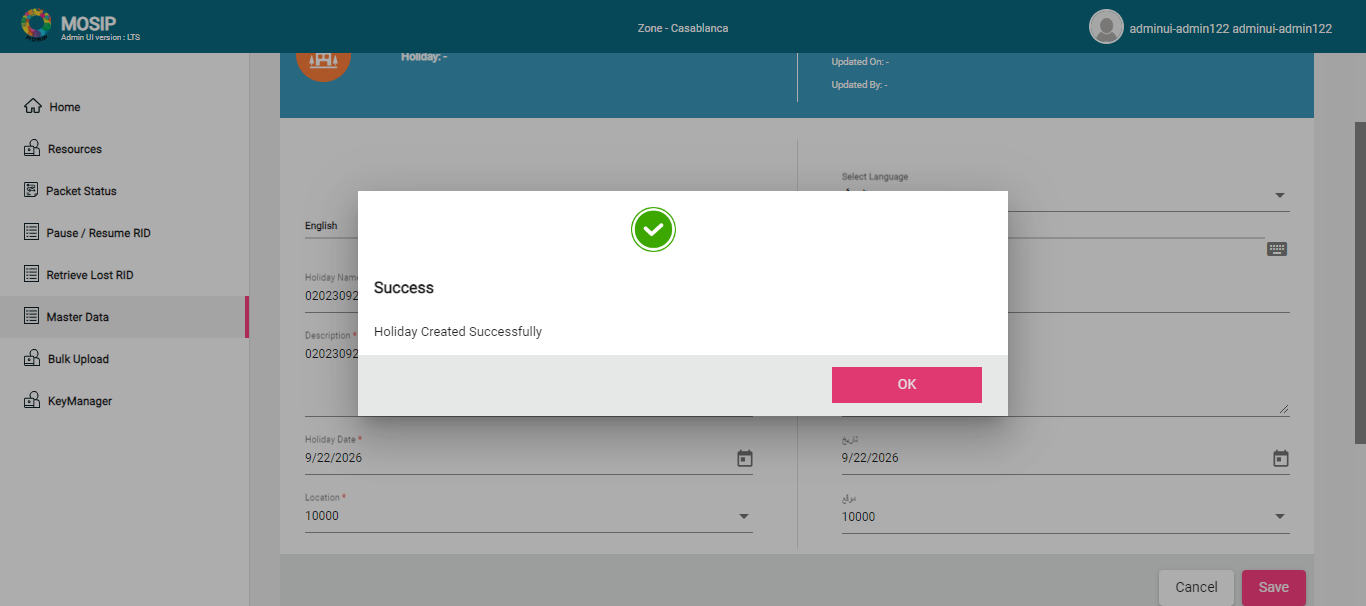 MOSIP
Admin UI version : LTS
Zone - Casablanca
adminui-admin122 adminui-admin122
Holiday: -
Updated On: -
Updated By: -
Home
Resources
Packet Status
Pause / Resume RID
Retrieve Lost RID
Master Data
Bulk Upload
KeyManager
Select Language
English
Holiday Name
02023092
Description *
02023092
Success
Holiday Created Successfully
OK
Holiday Date *
9/22/2026
تاريخ
9/22/2026
Location *
10000
موقع
10000
Cancel
Save